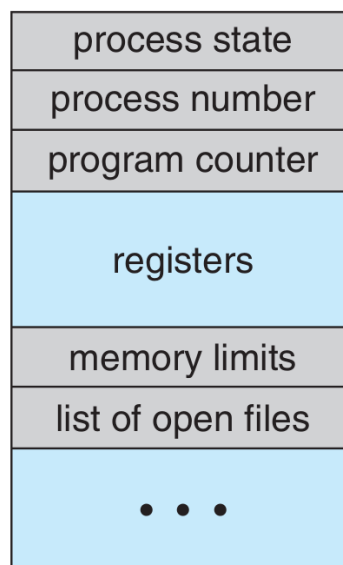 process state
process number
program counter
registers
memory limits
list of open files
• • •